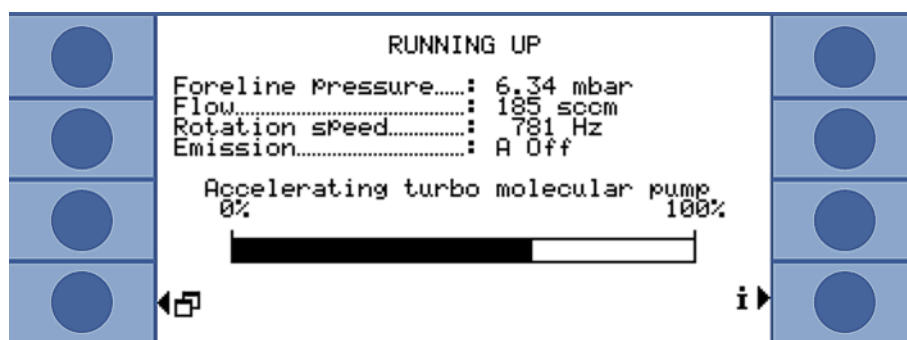 RUNNING UP
Foreline Pressure.....: 6.34 mbar
Flow..............................: 185 sccm
Rotation speed.............: 781 Hz
Emission.............................: A Off
Accelerating turbo molecular pump
0% 100%
i